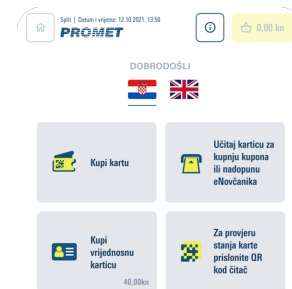 Split | Datum i vrijeme: 12.10.2021. 13:50
PROMET
0,00 kn
DOBRODOŠLI
Kupi kartu
Učitaj karticu za
kupnju kupona
ili nadopunu
eNovčanika
Kupi
vrijednosnu
karticu
40,00kn
Za provjeru
stanja karte
prislonite QR
kod čitač